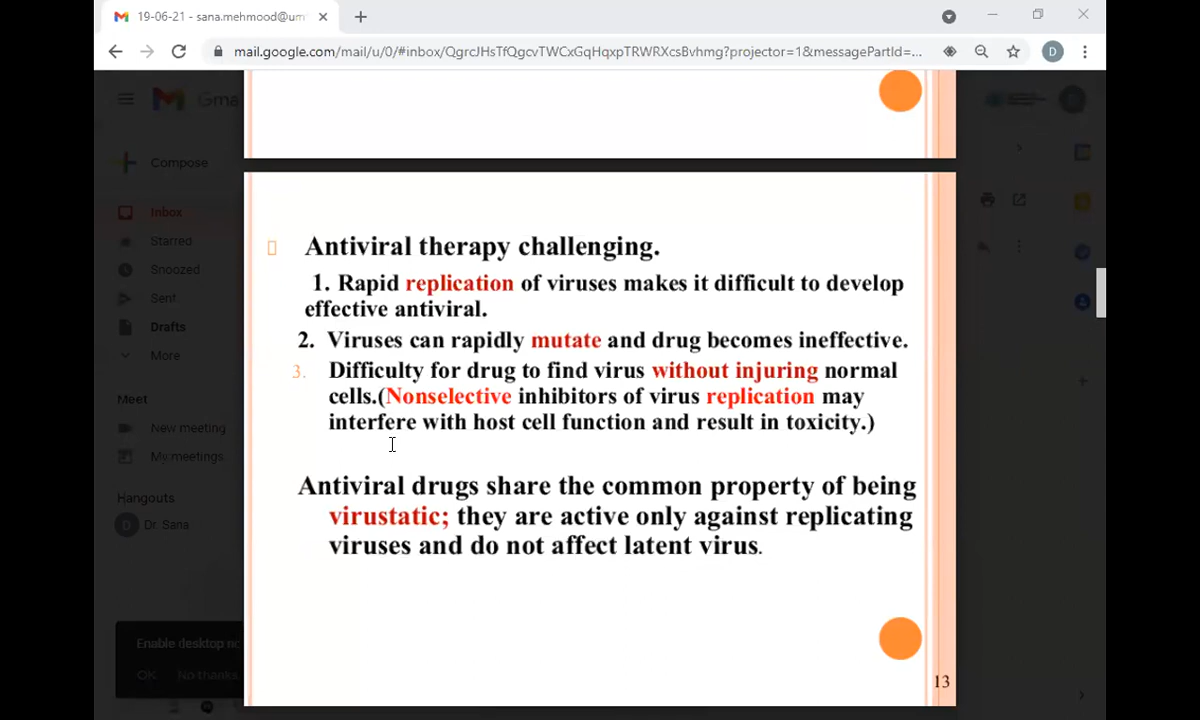 19-06-21 - sana.mehmood@um
mail.google.com/mail/u/0/#inbox/QgrcJHsTfQgcvTWCxGqHqxpTRWRXcsBvhmg?projector=1&messagePartId=...
D
Gma
Compose
Inbox
Starred
Snoozed
Sent
Drafts
More
Meet
New meeting
My meetings
Hangouts
D Dr. Sana
Enable desktop no
OK No thanks
Antiviral therapy challenging.
1. Rapid replication of viruses makes it difficult to develop
effective antiviral.
2. Viruses can rapidly mutate and drug becomes ineffective.
3. Difficulty for drug to find virus without injuring normal
cells.(Nonselective inhibitors of virus replication may
interfere with host cell function and result in toxicity.)
Antiviral drugs share the common property of being
virustatic; they are active only against replicating
viruses and do not affect latent virus.
13